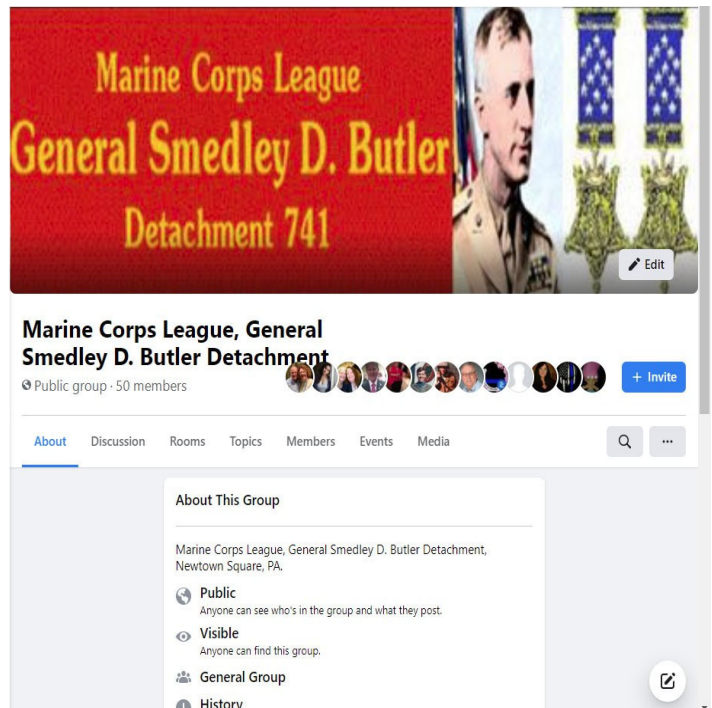 Marine Corps League
General Smedley D. Butler
Detachment 741
Edit
Marine Corps League, General
Smedley D. Butler Detachment
Public group · 50 members
+ Invite
About Discussion Rooms Topics Members Events Media
About This Group
Marine Corps League, General Smedley D. Butler Detachment,
Newtown Square, PA.
Public
Anyone can see who's in the group and what they post.
Visible
Anyone can find this group.
General Group
History